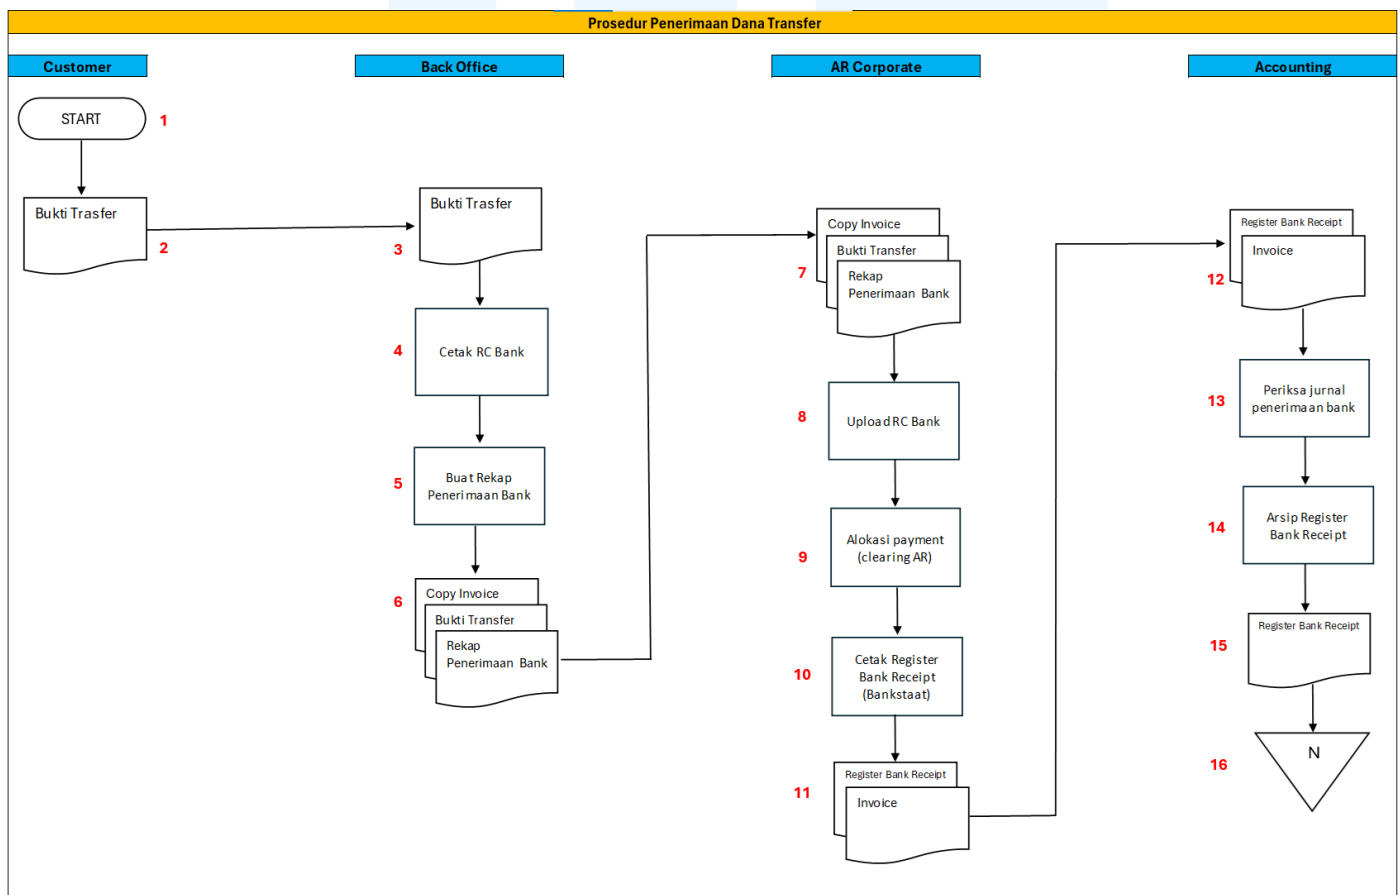 Prosedur Penerimaan Dana Transfer
Customer
Back Office
AR Corporate
Accounting
START
1
Bukti Trasfer
2
Bukti Trasfer
3
4
Cetak RC Bank
5
Buat Rekap
Penerimaan Bank
6
Copy Invoice
Bukti Transfer
Rekap
Penerimaan Bank
Copy Invoice
Bukti Transfer
7
Rekap
Penerimaan Bank
8
Upload RC Bank
9
Alokasi payment
(clearing AR)
10
Cetak Register
Bank Receipt
(Bankstaat)
11
Register Bank Receipt
Invoice
Register Bank Receipt
Invoice
12
13
Periksa jurnal
penerimaan bank
14
Arsip Register
Bank Receipt
15
Register Bank Receipt
16
N